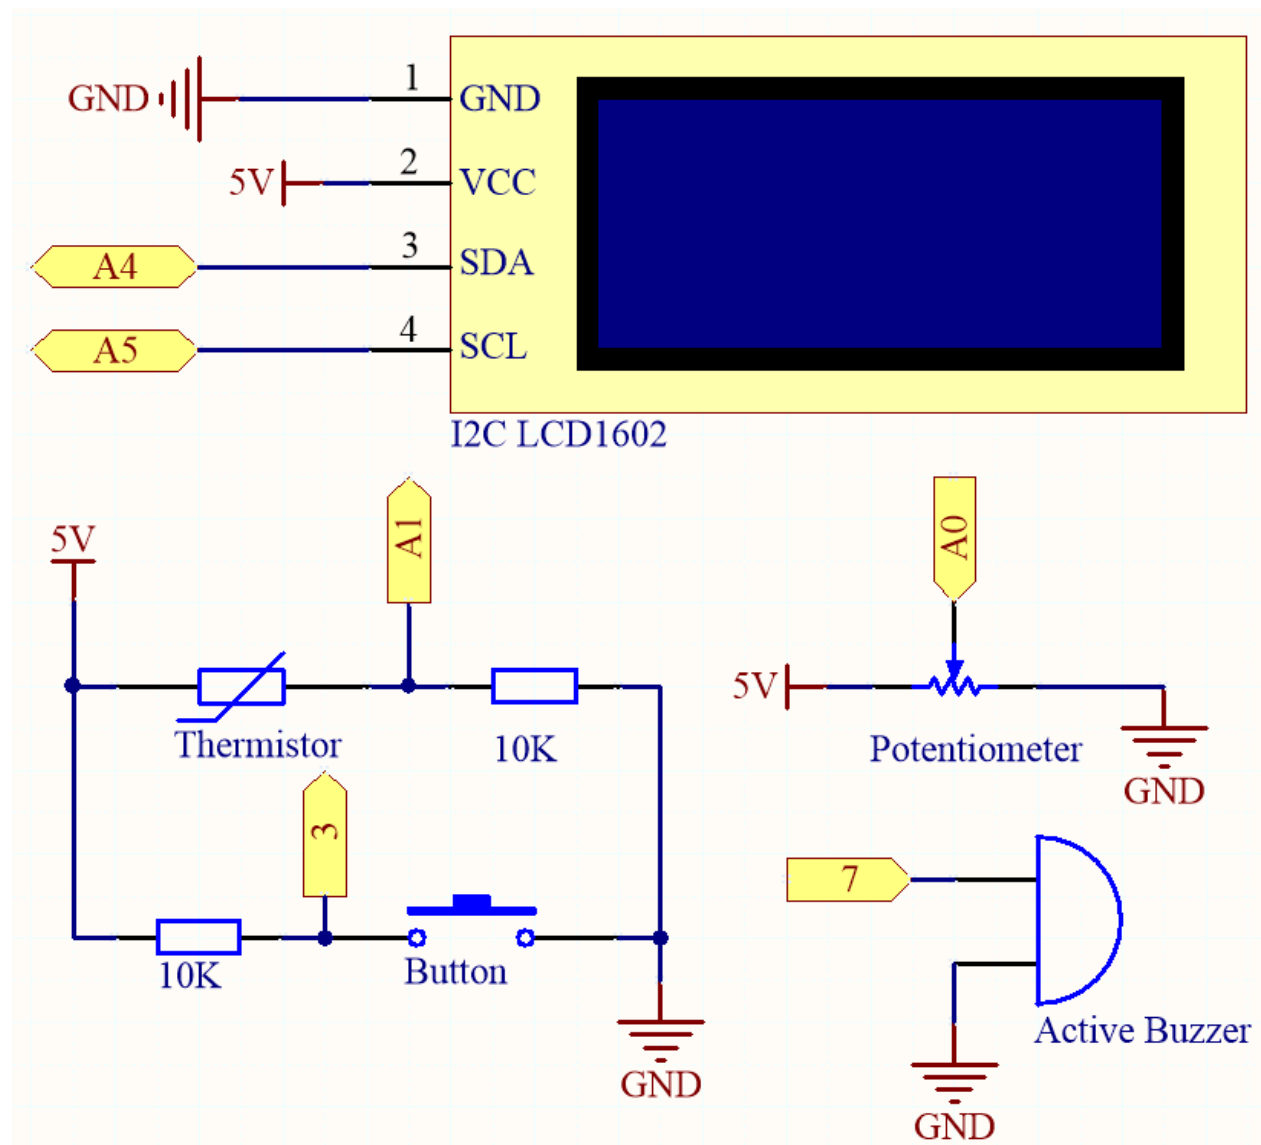 1
GND
GND
2
5V
VCC
3
A4
SDA
4
A5
SCL
I2C LCD1602
A1
A0
5V
5V
Thermistor
10K
Potentiometer
GND
3
7
10K
Button
Active Buzzer
GND
GND